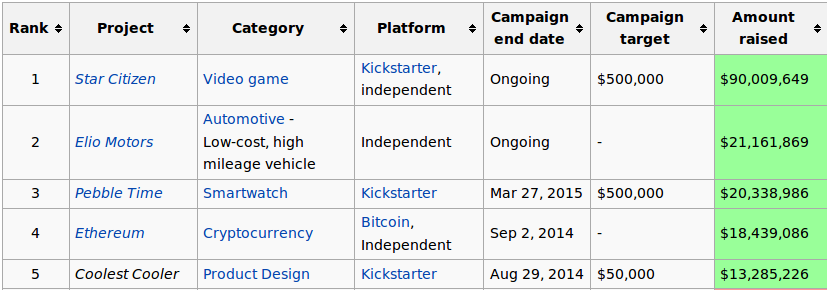 Rank Project Category Platform Campaign end date Campaign target Amount raised
1 Star Citizen Video game Kickstarter, independent Ongoing $500,000 $90,009,649
2 Elio Motors Automotive - Low-cost, high mileage vehicle Independent Ongoing - $21,161,869
3 Pebble Time Smartwatch Kickstarter Mar 27, 2015 $500,000 $20,338,986
4 Ethereum Cryptocurrency Bitcoin, Independent Sep 2, 2014 - $18,439,086
5 Coolest Cooler Product Design Kickstarter Aug 29, 2014 $50,000 $13,285,226